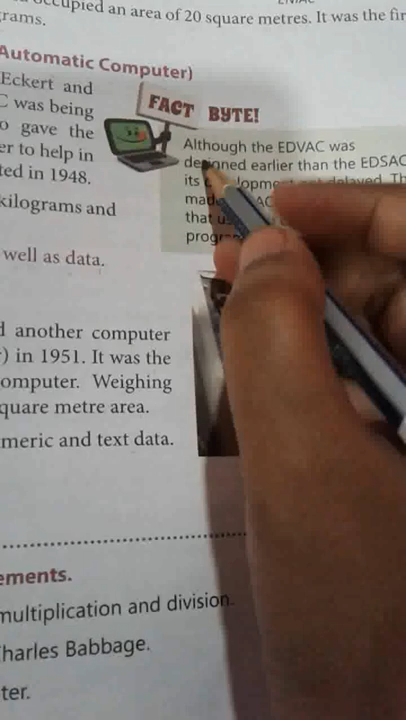 occupied an area of 20 square metres. It was the fir
grams.
Automatic Computer)
Eckert and
C was being
o gave the
er to help in
ted in 1948.
kilograms and
well as data.
FACT BYTE!
Although the EDVAC was
designed earlier than the EDSAC
its
delayed. Th
that
d another computer
) in 1951. It was the
omputer. Weighing
quare metre area.
meric and text data.
ements.
multiplication and division.
harles Babbage.
ter.